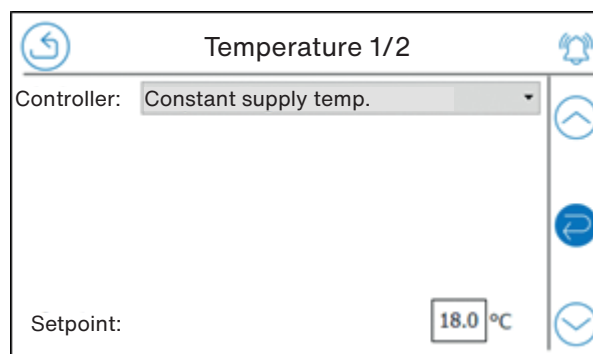 Temperature 1/2
Controller: Constant supply temp.
Setpoint: 18.0 °C